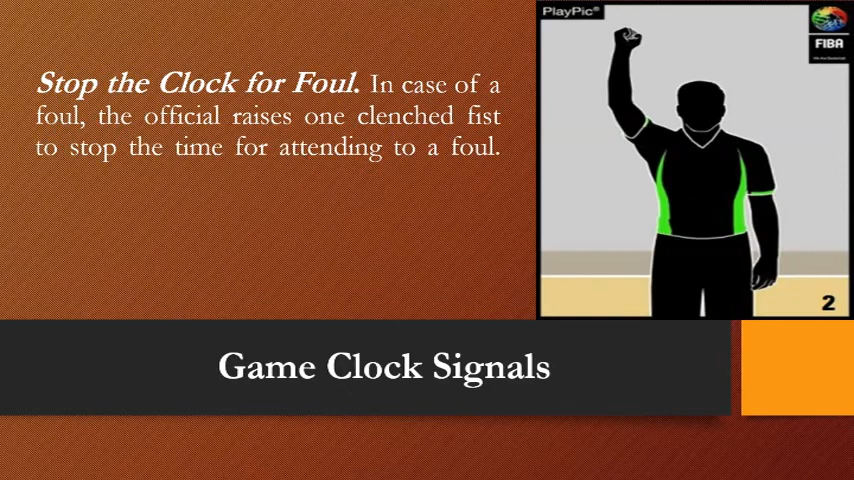 PlayPic®
FIBA
Stop the Clock for Foul. In case of a
foul, the official raises one clenched fist
to stop the time for attending to a foul.
2
Game Clock Signals